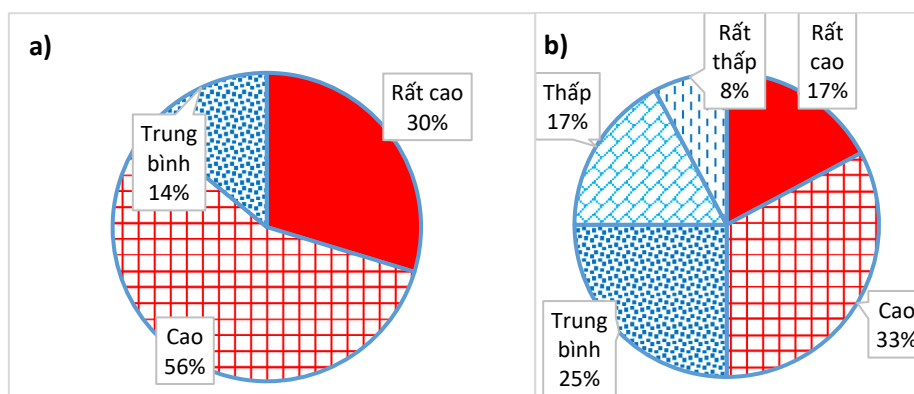 a)
Rất cao
30%
Trung
bình
14%
Cao
56%
b)
Rất
thấp
8%
Rất
cao
17%
Thấp
17%
Trung
bình
25%
Cao
33%